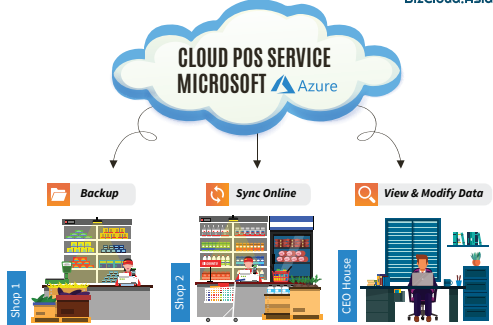 BizCloud.Asia
CLOUD POS SERVICE
MICROSOFT Azure
Backup
Sync Online
View & Modify Data
Shop 1
Shop 2
CEO House